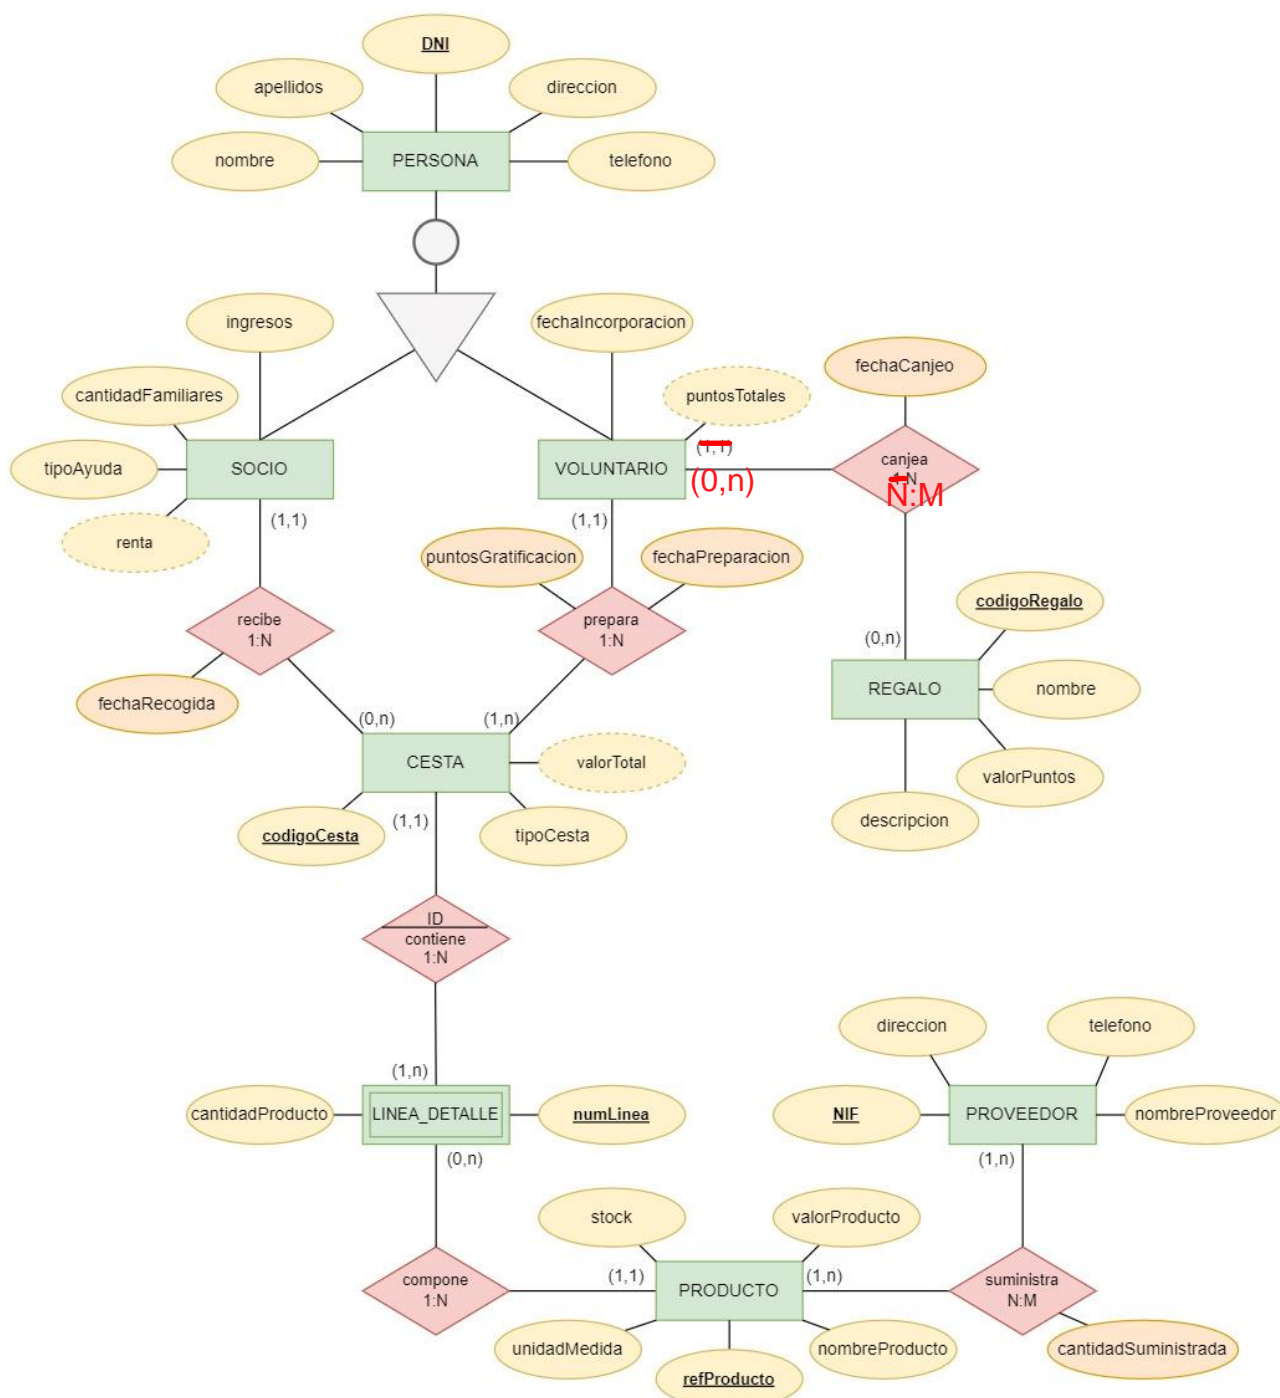 DNI
apellidos
direccion
nombre
PERSONA
telefono
ingresos
fechaIncorporacion
fechaCanjeo
cantidadFamiliares
puntosTotales
(1,1)
tipoAyuda
SOCIO
VOLUNTARIO
canjea
1:N
(0,n)
N:M
(1,1)
(1,1)
renta
puntosGratificacion
fechaPreparacion
codigoRegalo
recibe
1:N
prepara
1:N
(0,n)
REGALO
nombre
fechaRecogida
(0,n)
(1,n)
CESTA
valorTotal
valorPuntos
(1,1)
codigoCesta
tipoCesta
descripcion
ID
contiene
1:N
direccion
telefono
(1,n)
cantidadProducto
LINEA_DETALLE
numLinea
NIF
PROVEEDOR
nombreProveedor
(0,n)
(1,n)
stock
valorProducto
compone
1:N
(1,1)
PRODUCTO
(1,n)
suministra
N:M
unidadMedida
nombreProducto
cantidadSuministrada
refProducto